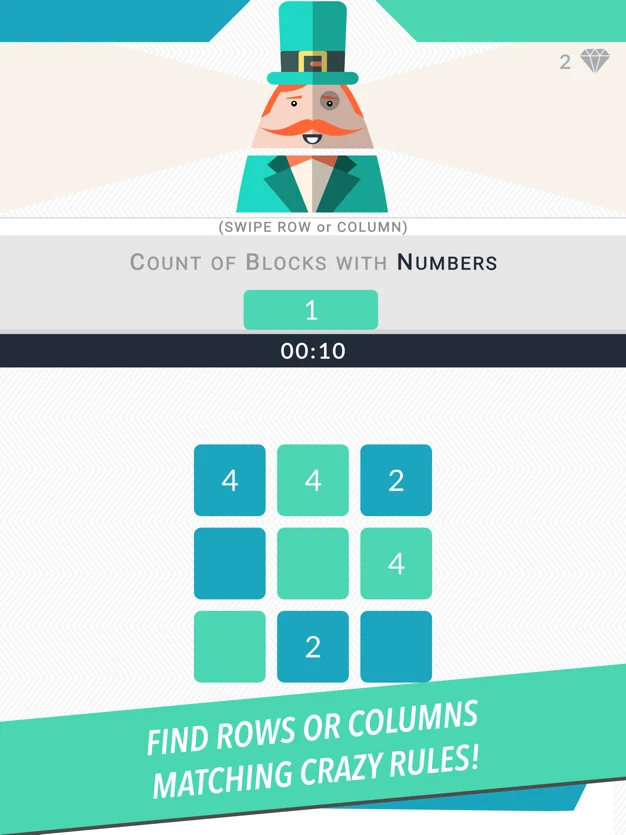 2
(SWIPE ROW or COLUMN)
COUNT OF BLOCKS WITH NUMBERS
1
00:10
4 4 2
4
2
FIND ROWS OR COLUMNS
MATCHING CRAZY RULES!